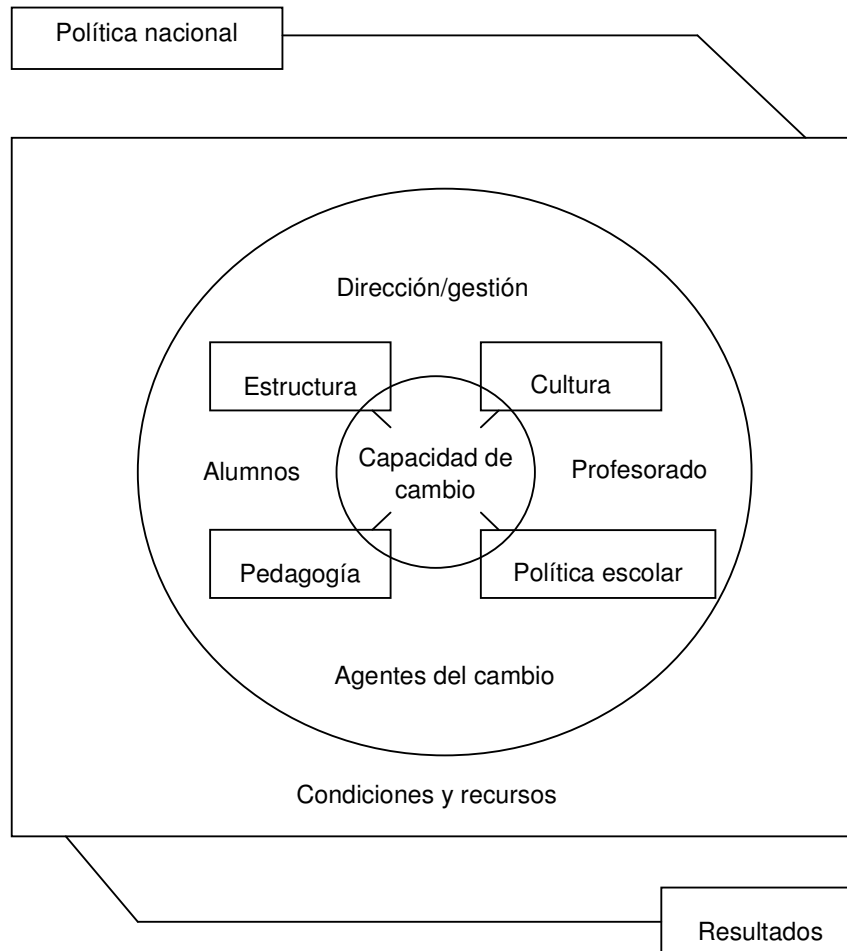 Política nacional
Dirección/gestión
Estructura
Cultura
Alumnos
Capacidad de
cambio
Profesorado
Pedagogía
Política escolar
Agentes del cambio
Condiciones y recursos
Resultados